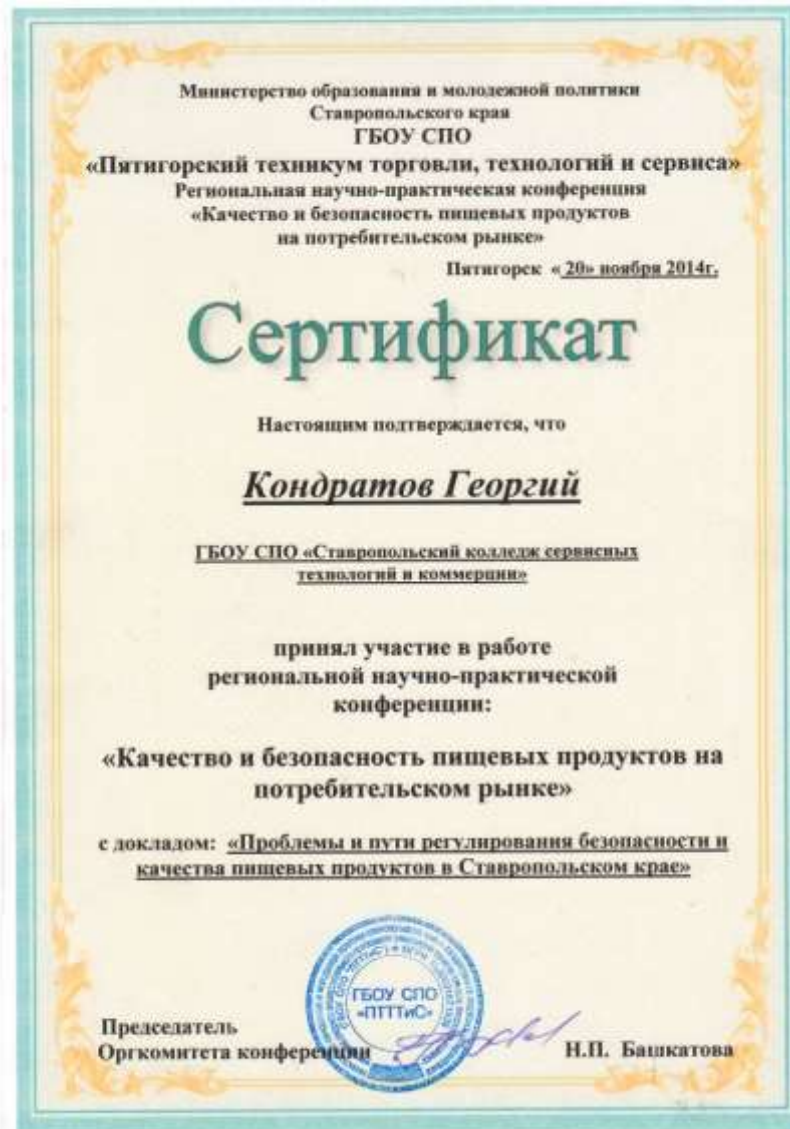 Министерство образования и молодежной политики
Ставропольского края
ГБОУ СПО
«Пятигорский техникум торговли, технологий и сервиса»
Региональная научно-практическая конференция
«Качество и безопасность пищевых продуктов
на потребительском рынке»
Пятигорск « 20» ноября 2014г.
Сертификат
Настоящим подтверждается, что
Кондратов Георгий
ГБОУ СПО «Ставропольский колледж сервисных
технологий и коммерции»
принял участие в работе
региональной научно-практической
конференции:
«Качество и безопасность пищевых продуктов на
потребительском рынке»
с докладом: «Проблемы и пути регулирования безопасности и
качества пищевых продуктов в Ставропольском крае»
ГБОУ СПО
«ПТТТиС»
Председатель
Оргкомитета конференции Н.П. Башкатова